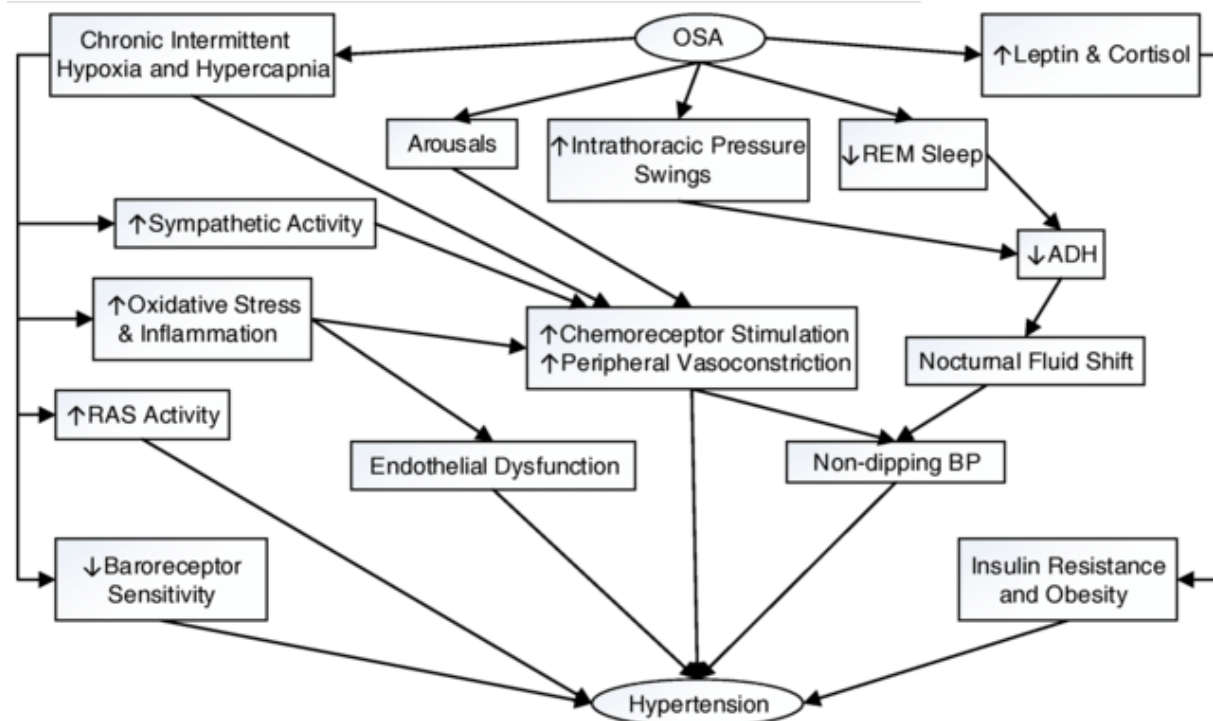 Chronic Intermittent
Hypoxia and Hypercapnia
OSA
↑Leptin & Cortisol
Arousals
↑Intrathoracic Pressure
Swings
↓REM Sleep
↑Sympathetic Activity
↓ADH
↑Oxidative Stress
& Inflammation
↑Chemoreceptor Stimulation
↑Peripheral Vasoconstriction
Nocturnal Fluid Shift
↑RAS Activity
Endothelial Dysfunction
Non-dipping BP
↓Baroreceptor
Sensitivity
Insulin Resistance
and Obesity
Hypertension